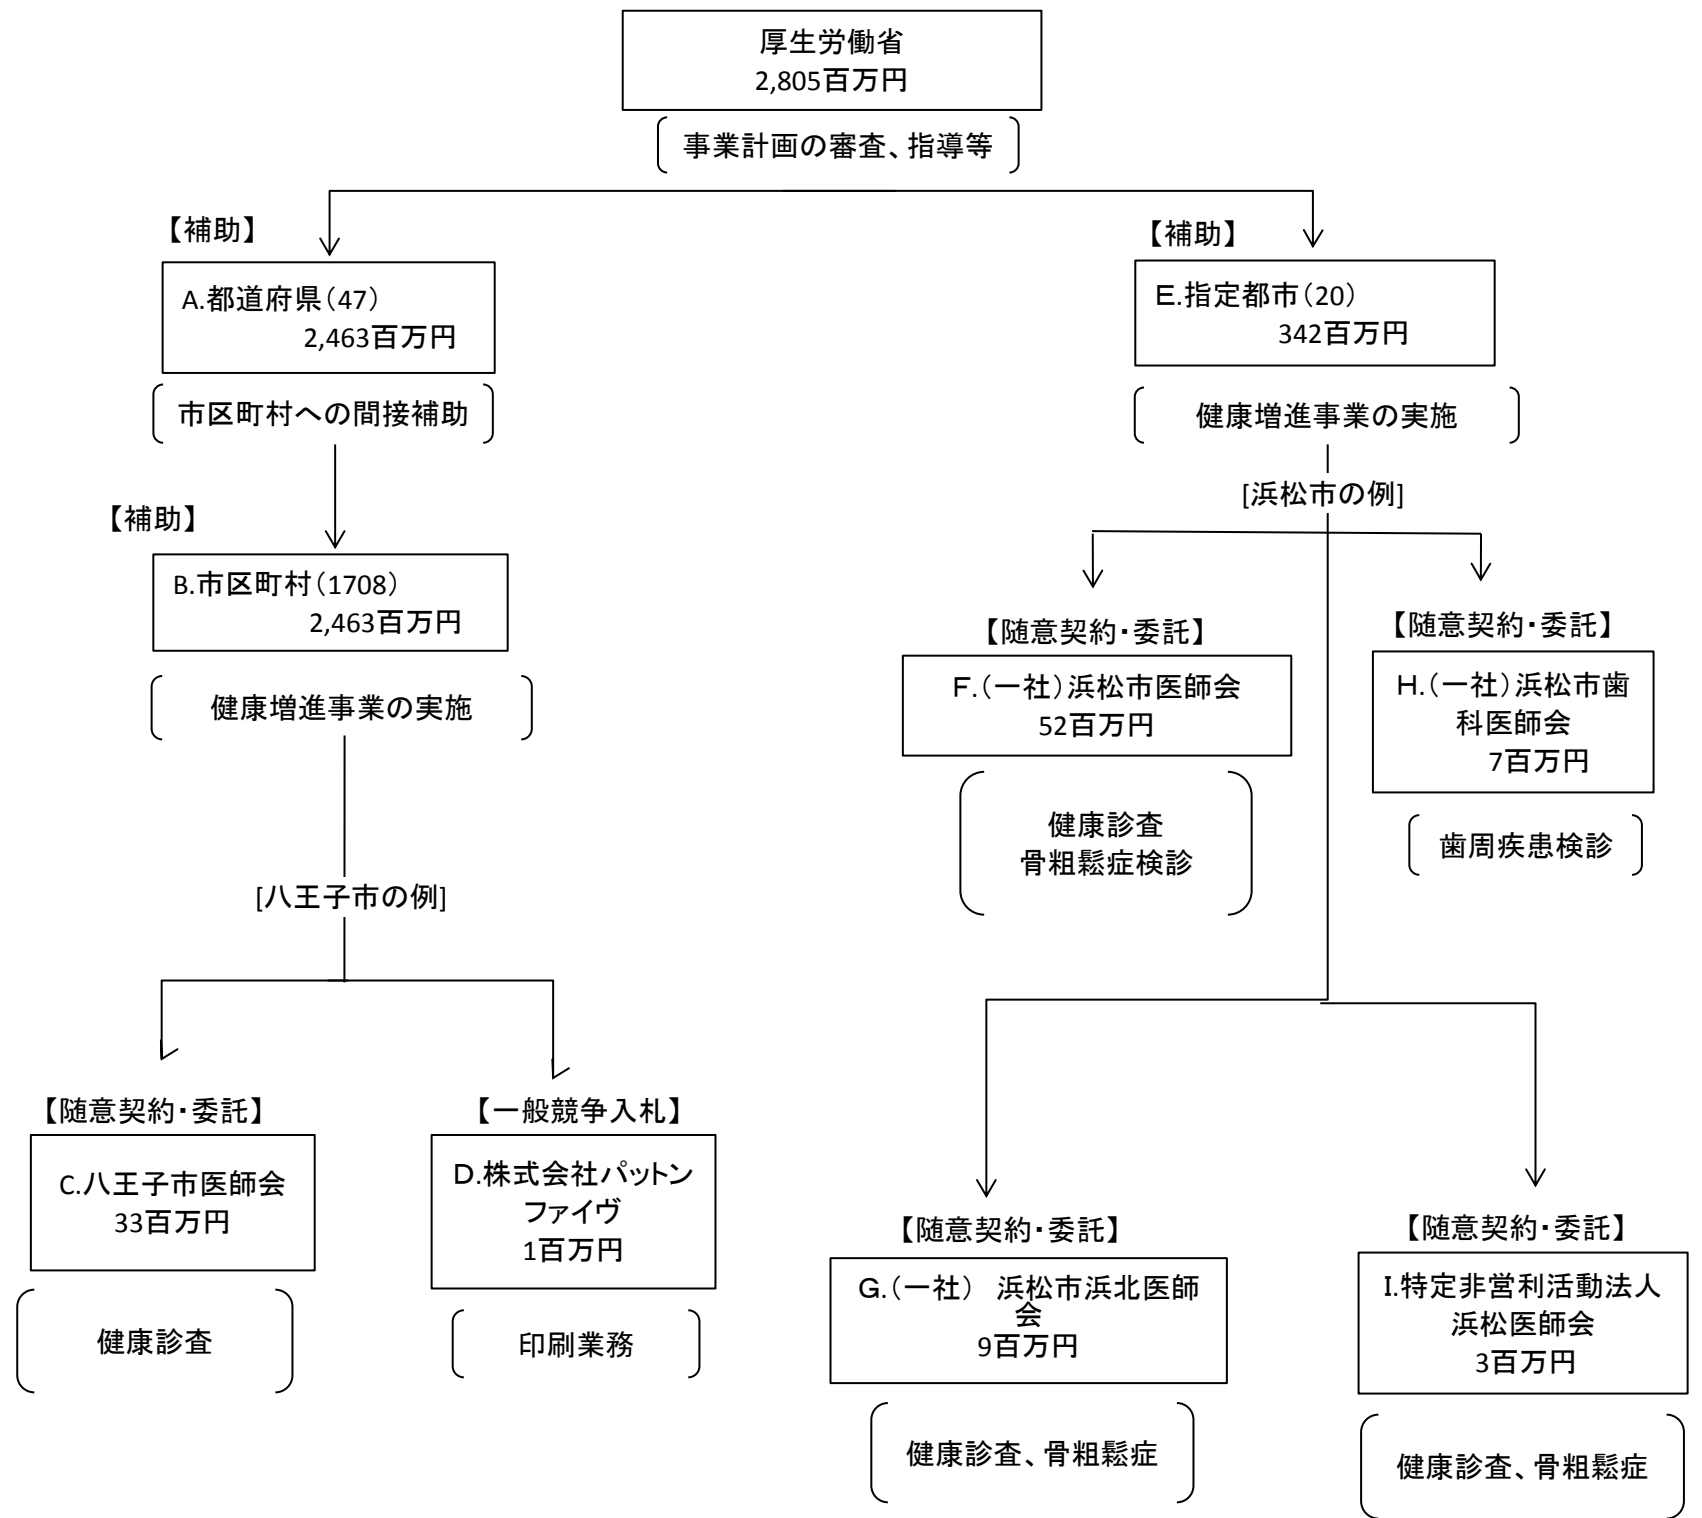 厚生労働省
2,805百万円
事業計画の審査、指導等
【補助】
A.都道府県（47）
2,463百万円
市区町村への間接補助
【補助】
B.市区町村（1708）
2,463百万円
健康増進事業の実施
[八王子市の例]
【随意契約・委託】
C.八王子市医師会
33百万円
健康診査
【一般競争入札】
D.株式会社パットン
ファイヴ
1百万円
印刷業務
【補助】
E.指定都市（20）
342百万円
健康増進事業の実施
[浜松市の例]
【随意契約・委託】
F.（一社）浜松市医師会
52百万円
健康診査
骨粗鬆症検診
【随意契約・委託】
H.（一社）浜松市歯
科医師会
7百万円
歯周疾患検診
【随意契約・委託】
G.（一社）　浜松市浜北医師
会
9百万円
健康診査、骨粗鬆症
【随意契約・委託】
I.特定非営利活動法人
浜松医師会
3百万円
健康診査、骨粗鬆症